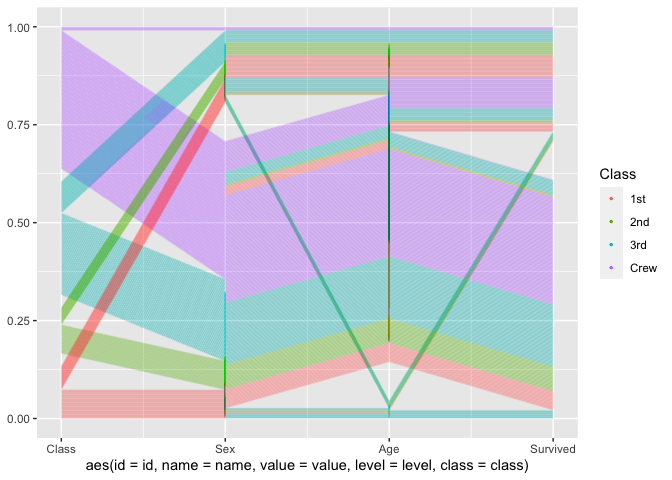 1.00
0.75
0.50
0.25
0.00
Class
Sex
Age
Survived
aes(id = id, name = name, value = value, level = level, class = class)
Class
1st
2nd
3rd
Crew